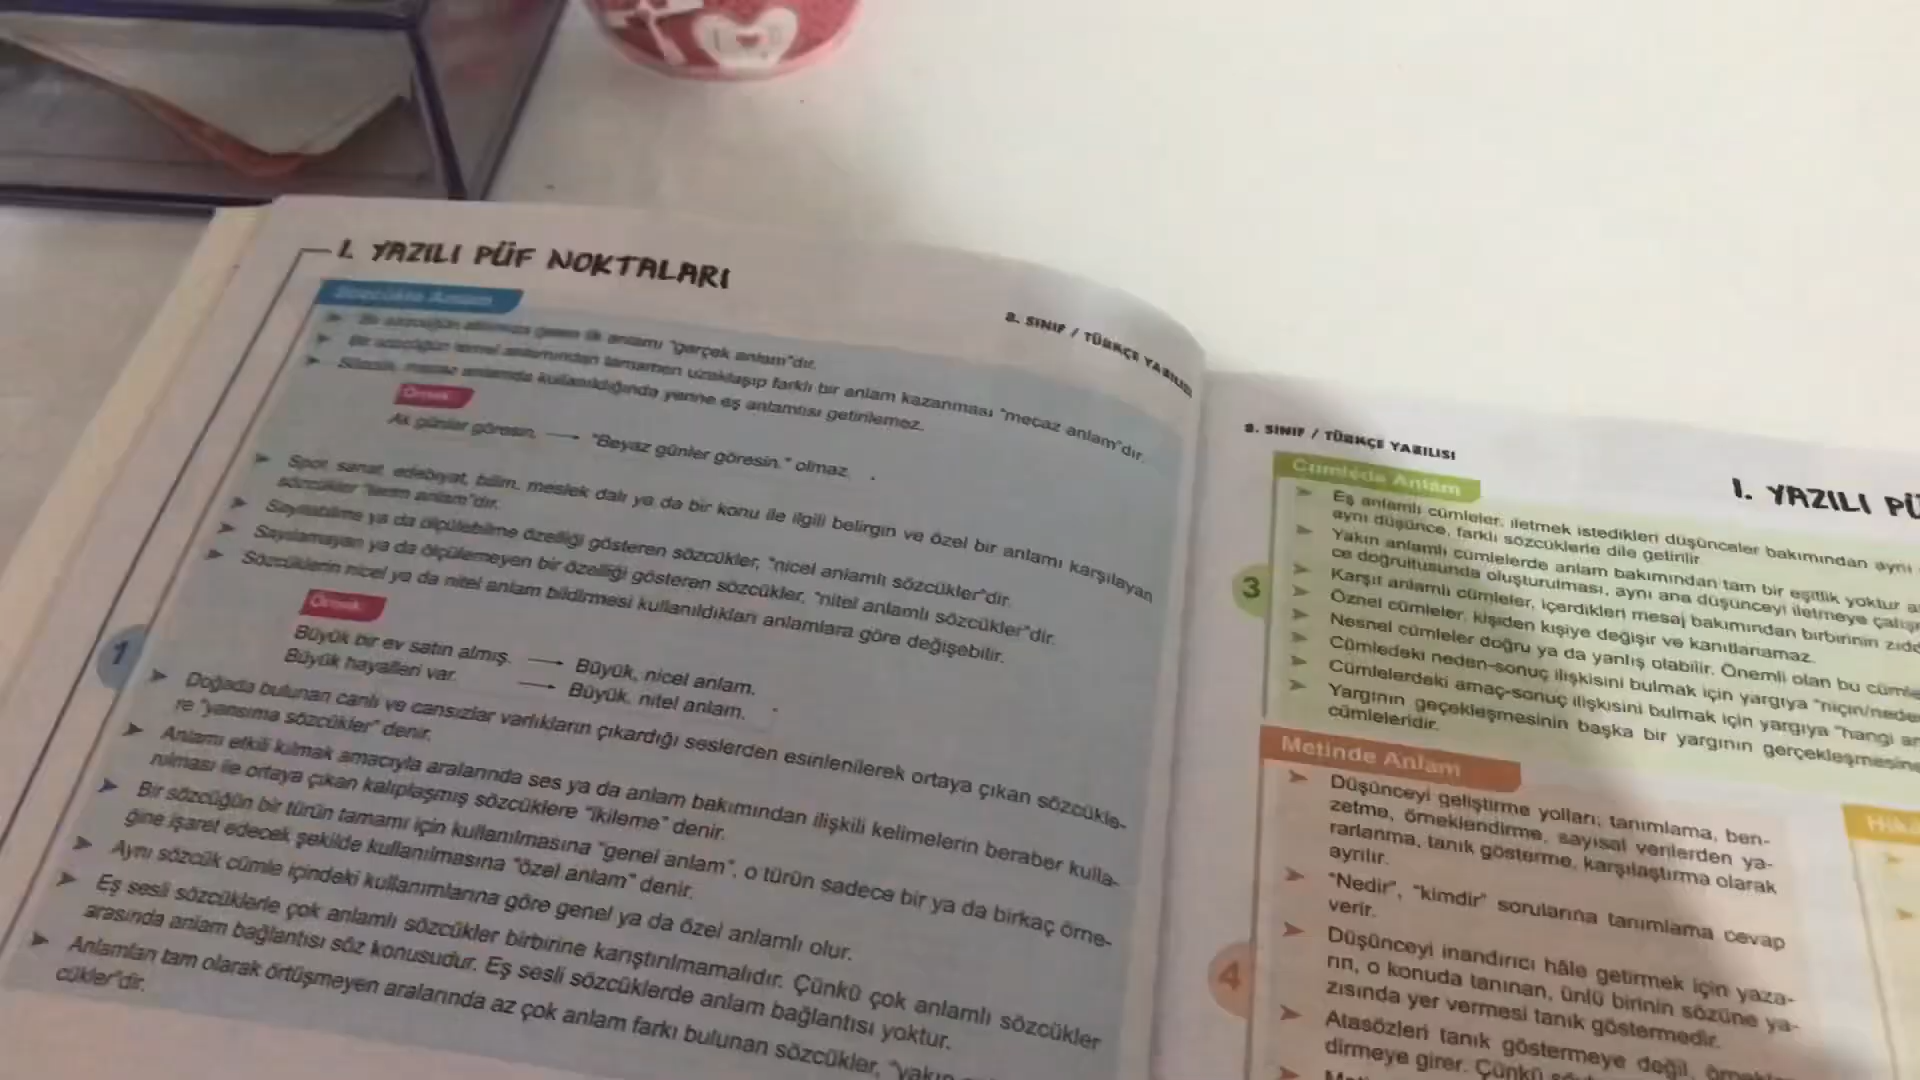 I. YAZILI PÜF NOKTALARI
8. SINIF / TÜRKÇE YAZILISI
Sözcükte Anlam
Bir sözcüğün aklımıza gelen ilk anlamı "gerçek anlam"dır.
Bir sözcüğün temel anlamından tamamen uzaklaşıp farklı bir anlam kazanması "mecaz anlam"dır.
mecaz anlamda kullanıldığında yerine eş anlamlısı getirilemez.
Örnek
Ak günler göresin. "Beyaz günler göresin." olmaz.
Spor, sanat, edebiyat, bilim, meslek dalı ya da bir konu ile ilgili belirgin ve özel bir anlamı karşılayan
sözcükler "terim anlam"dır.
Sayılabilme ya da ölçülebilme özelliği gösteren sözcükler, "nicel anlamlı sözcükler"dir.
Sayılamayan ya da ölçülemeyen bir özelliği gösteren sözcükler, "nitel anlamlı sözcükler"dir.
Sözcüklerin nicel ya da nitel anlam bildirmesi kullanıldıkları anlamlara göre değişebilir.
Örnek
Büyük bir ev satın almış. Büyük, nicel anlam.
Büyük hayalleri var. Büyük, nitel anlam.
1
Doğada bulunan canlı ve cansızlar varlıkların çıkardığı seslerden esinlenilerek ortaya çıkan sözcükle-
re "yansıma sözcükler" denir.
Anlamı etkili kılmak amacıyla aralarında ses ya da anlam bakımından ilişkili kelimelerin beraber kulla-
nılması ile ortaya çıkan kalıplaşmış sözcüklere "ikileme" denir.
Bir sözcüğün bir türün tamamı için kullanılmasına "genel anlam", o türün sadece bir ya da birkaç örne-
ğine işaret edecek şekilde kullanılmasına "özel anlam" denir.
Aynı sözcük cümle içindeki kullanımlarına göre genel ya da özel anlamlı olur.
Eş sesli sözcüklerle çok anlamlı sözcükler birbirine karıştırılmamalıdır. Çünkü çok anlamlı sözcükler
arasında anlam bağlantısı söz konusudur. Eş sesli sözcüklerde anlam bağlantısı yoktur.
Anlamları tam olarak örtüşmeyen aralarında az çok anlam farkı bulunan sözcükler, "yakın
cükler"dir.
8. SINIF / TÜRKÇE YAZILISI
I. YAZILI PÜ
Cümlede Anlam
Eş anlamlı cümleler, iletmek istedikleri düşünceler bakımından aynı
aynı düşünce, farklı sözcüklerle dile getirilir.
Yakın anlamlı cümlelerde anlam bakımından tam bir eşitlik yoktur
ce doğrultusunda oluşturulması, aynı ana düşünceyi iletmeye
Karşıt anlamlı cümleler, içerdikleri mesaj bakımından birbirinin
3
Öznel cümleler, kişiden kişiye değişir ve kanıtlanamaz.
Nesnel cümleler doğru ya da yanlış olabilir. Önemli olan bu
Cümledeki neden-sonuç ilişkisini bulmak için yargıya
Cümlelerdeki amaç-sonuç ilişkisini bulmak için yargıya "hangi
Yargının geçekleşmesinin başka bir yargının
cümleleridir.
Metinde Anlam
Düşünceyi geliştirme yolları; tanımlama, ben-
zetme, örneklendirme, sayısal verilerden ya-
rarlanma, tanık gösterme, karşılaştırma olarak
ayrılır.
"Nedir", "kimdir" sorularına tanımlama cevap
verir.
4
Düşünceyi inandırıcı hâle getirmek için yaza-
rın, o konuda tanınan, ünlü birinin sözüne ya-
zısında yer vermesi tanık göstermedir.
Atasözleri tanık göstermeye değil,
dirmeye girer. Çünkü